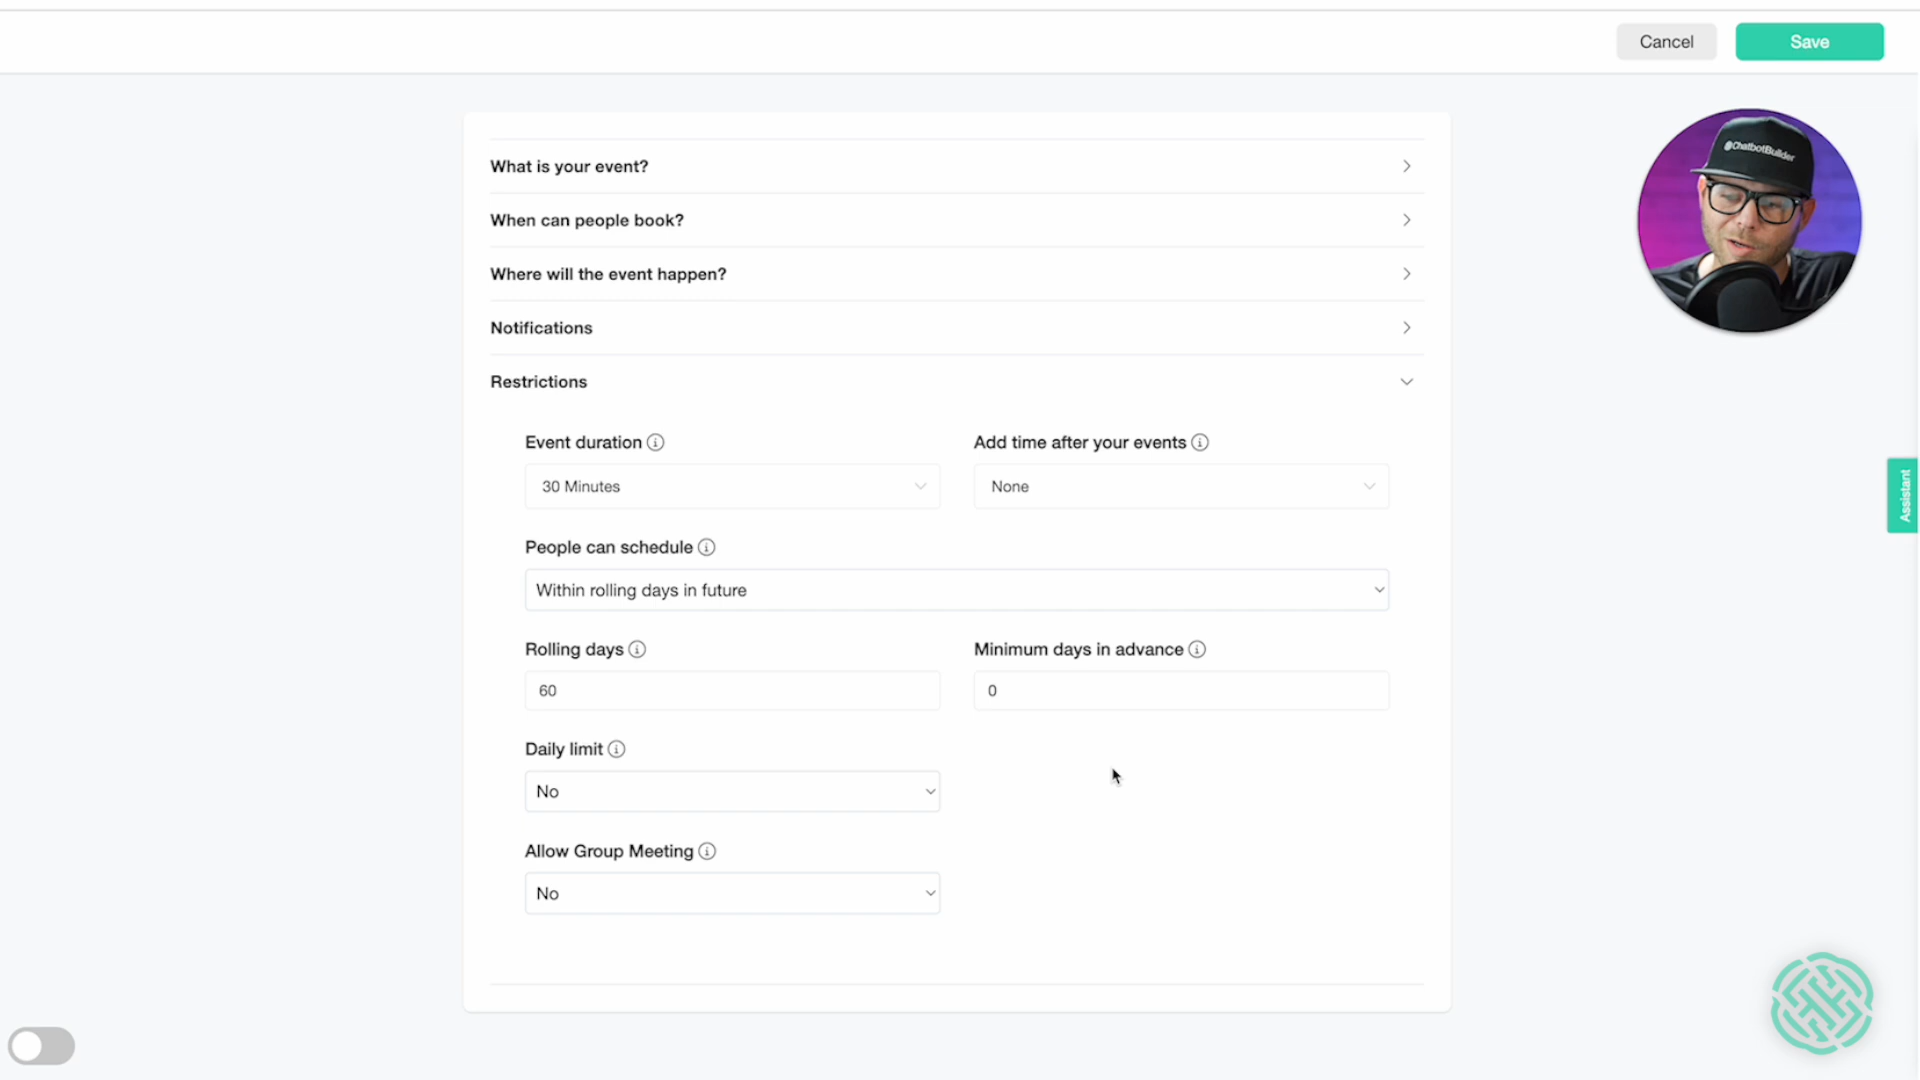 Cancel
Save
What is your event?
When can people book?
Where will the event happen?
Notifications
Restrictions
Event duration
Add time after your events
30 Minutes
None
People can schedule
Within rolling days in future
Rolling days
Minimum days in advance
60
0
Daily limit
No
Allow Group Meeting
No
@ChatbotBuilder
Assistant